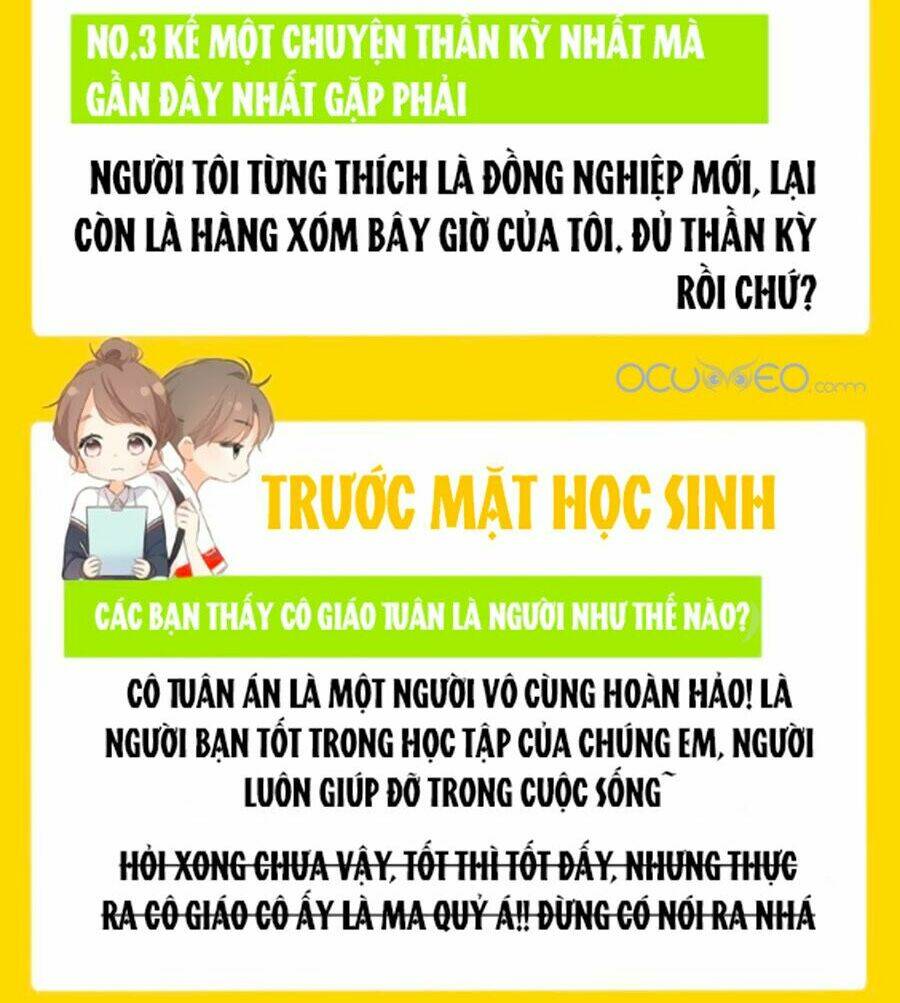 NO.3 KỂ MỘT CHUYỆN THẦN KỲ NHẤT MÀ
GẦN ĐÂY NHẤT GẶP PHẢI
NGƯỜI TÔI TỪNG THÍCH LÀ ĐỒNG NGHIỆP MỚI, LẠI
CÒN LÀ HÀNG XÓM BÂY GIỜ CỦA TÔI. ĐỦ THẦN KỲ
RỒI CHỨ?
OCUMEO.com
TRƯỚC MẶT HỌC SINH
CÁC BẠN THẤY CÔ GIÁO TUÂN LÀ NGƯỜI NHƯ THẾ NÀO?
CÔ TUÂN ÁN LÀ MỘT NGƯỜI VÔ CÙNG HOÀN HẢO! LÀ
NGƯỜI BẠN TỐT TRONG HỌC TẬP CỦA CHÚNG EM, NGƯỜI
LUÔN GIÚP ĐỠ TRONG CUỘC SỐNG~
HỎI XONG CHƯA VẬY, TỐT THÌ TỐT ĐẤY, NHƯNG THỰC
RA CÔ GIÁO CÔ ẤY LÀ MA QUỶ Á!! ĐỪNG CÓ NÓI RA NHÁ